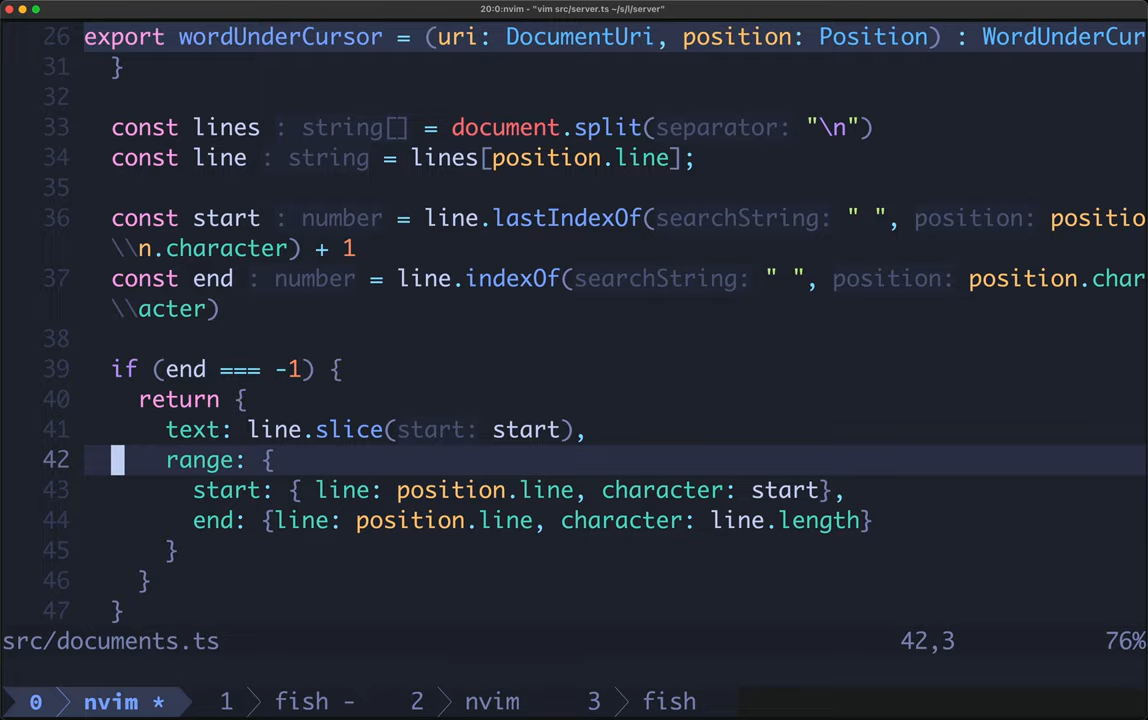 20:0:nvim - "vim src/server.ts ~/s/l/server"
26 export wordUnderCursor = (uri: DocumentUri, position: Position) : WordUnderCur
31 }
32
33 const lines : string[] = document.split(separator: "\n")
34 const line : string = lines[position.line];
35
36 const start : number = line.lastIndexOf(searchString: " ", position: positio
\\n.character) + 1
37 const end : number = line.indexOf(searchString: " ", position: position.char
\\acter)
38
39 if (end === -1) {
40 return {
41 text: line.slice(start: start),
42 range: {
43 start: { line: position.line, character: start},
44 end: {line: position.line, character: line.length}
45 }
46 }
47 }
src/documents.ts 42,3 76%
0 nvim * 1 fish - 2 nvim 3 fish